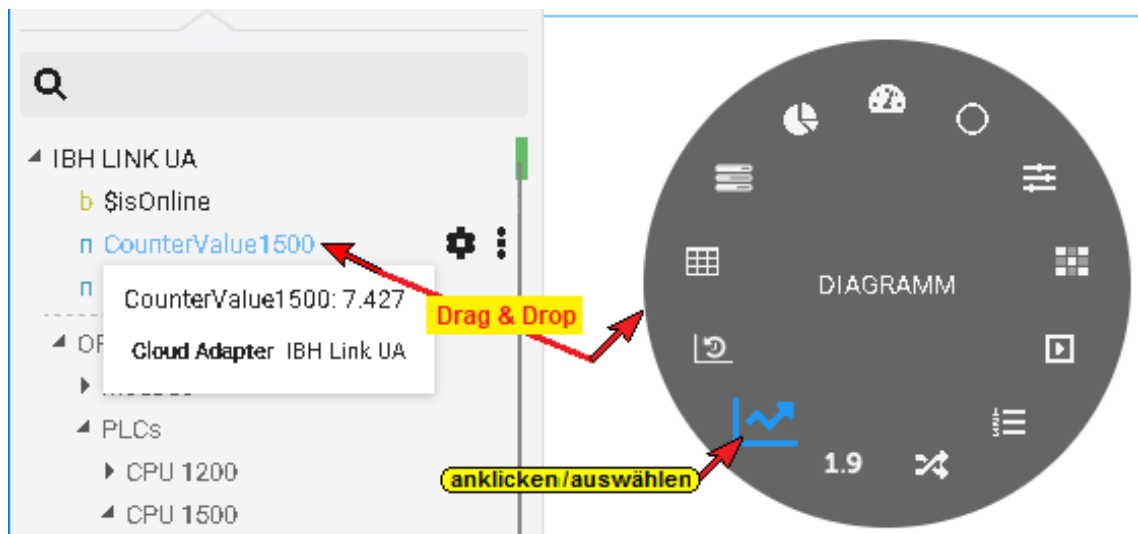 IBH LINK UA
b $isOnline
n CounterValue1500
n
CounterValue1500: 7.427
Cloud Adapter IBH Link UA
PLCs
CPU 1200
CPU 1500
Drag & Drop
DIAGRAMM
anklicken/auswählen
1.9